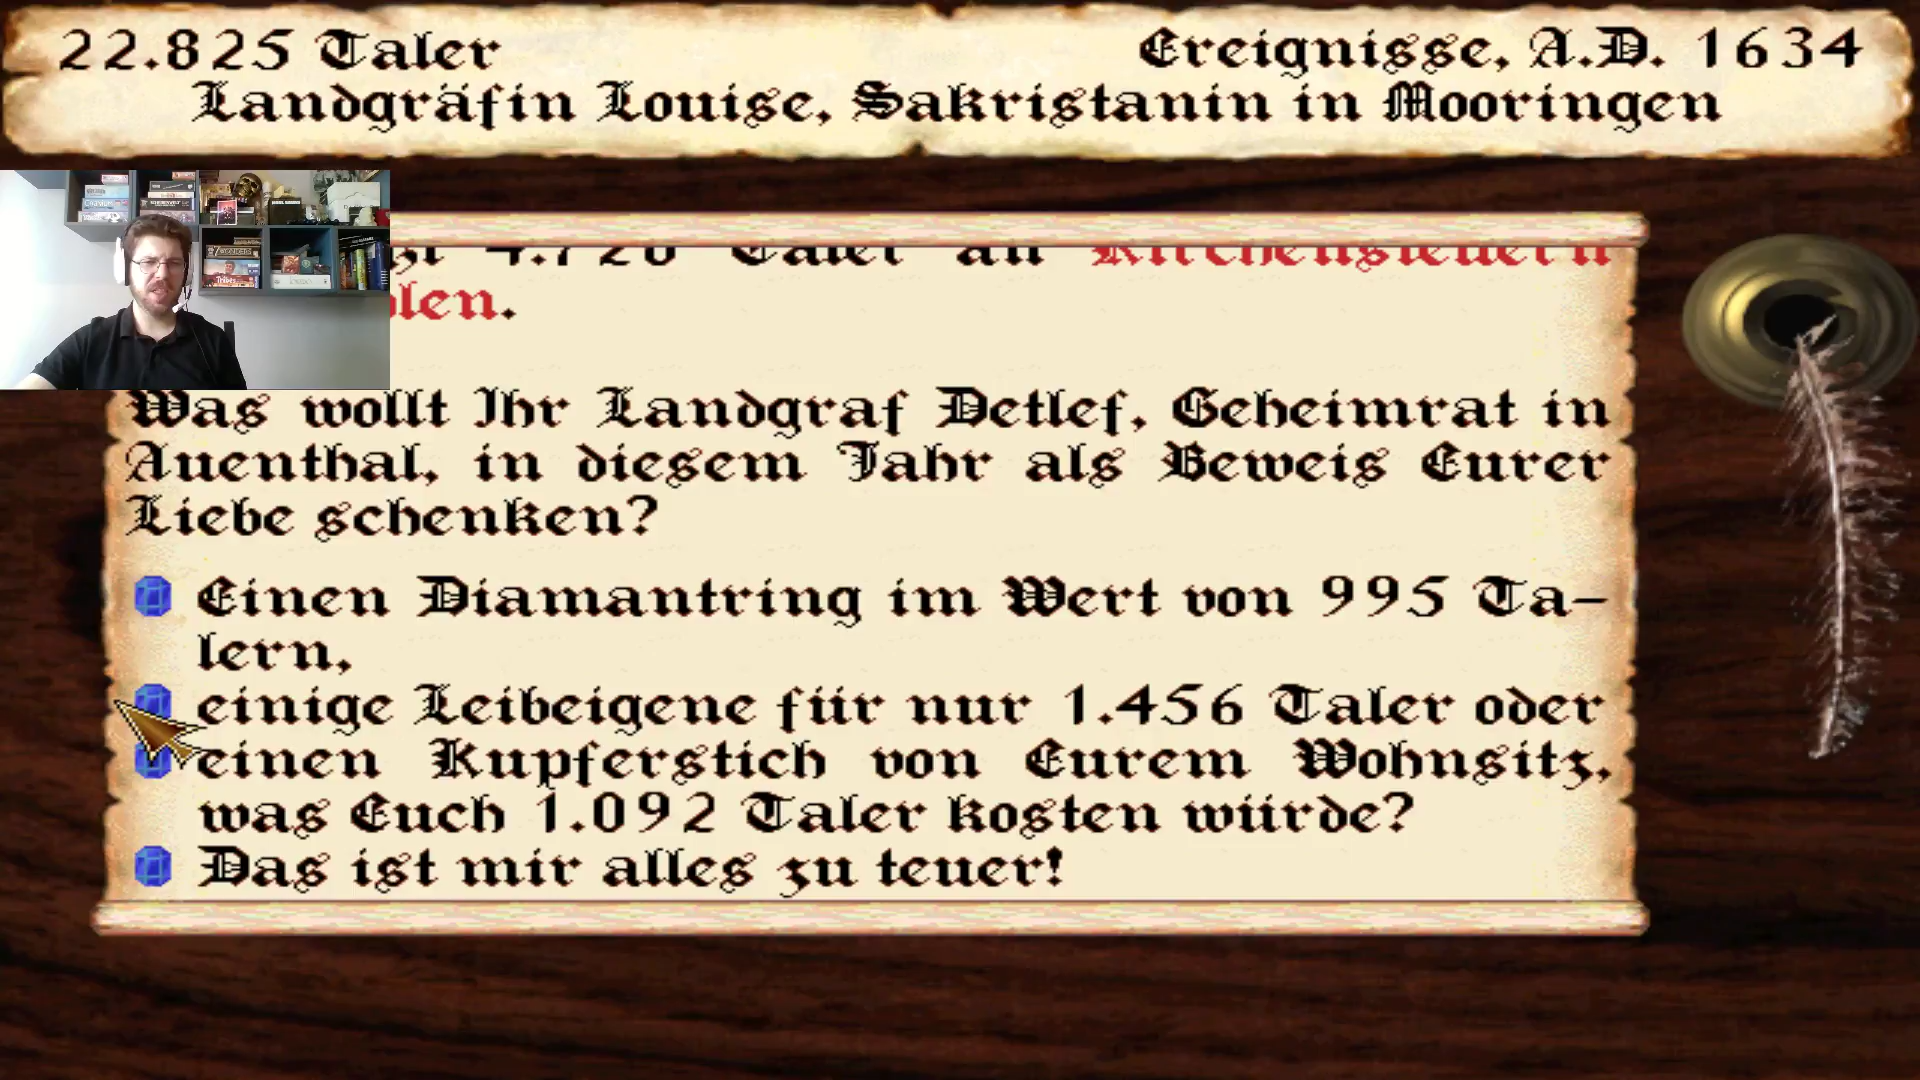 22.825 Taler
Ereignisse, A.D. 1634
Landgräfin Louise, Sakristanin in Mooringen
Taler an Kirchensteuern
Was wollt Ihr Landgraf Detlef, Geheimrat in
Auenthal, in diesem Jahr als Beweis Eurer
Liebe schenken?
Einen Diamantring im Wert von 995 Ta-
lern,
einige Leibeigene für nur 1.456 Taler oder
einen Kupferstich von Eurem Wohnsitz,
was Euch 1.092 Taler kosten würde?
Das ist mir alles zu teuer!